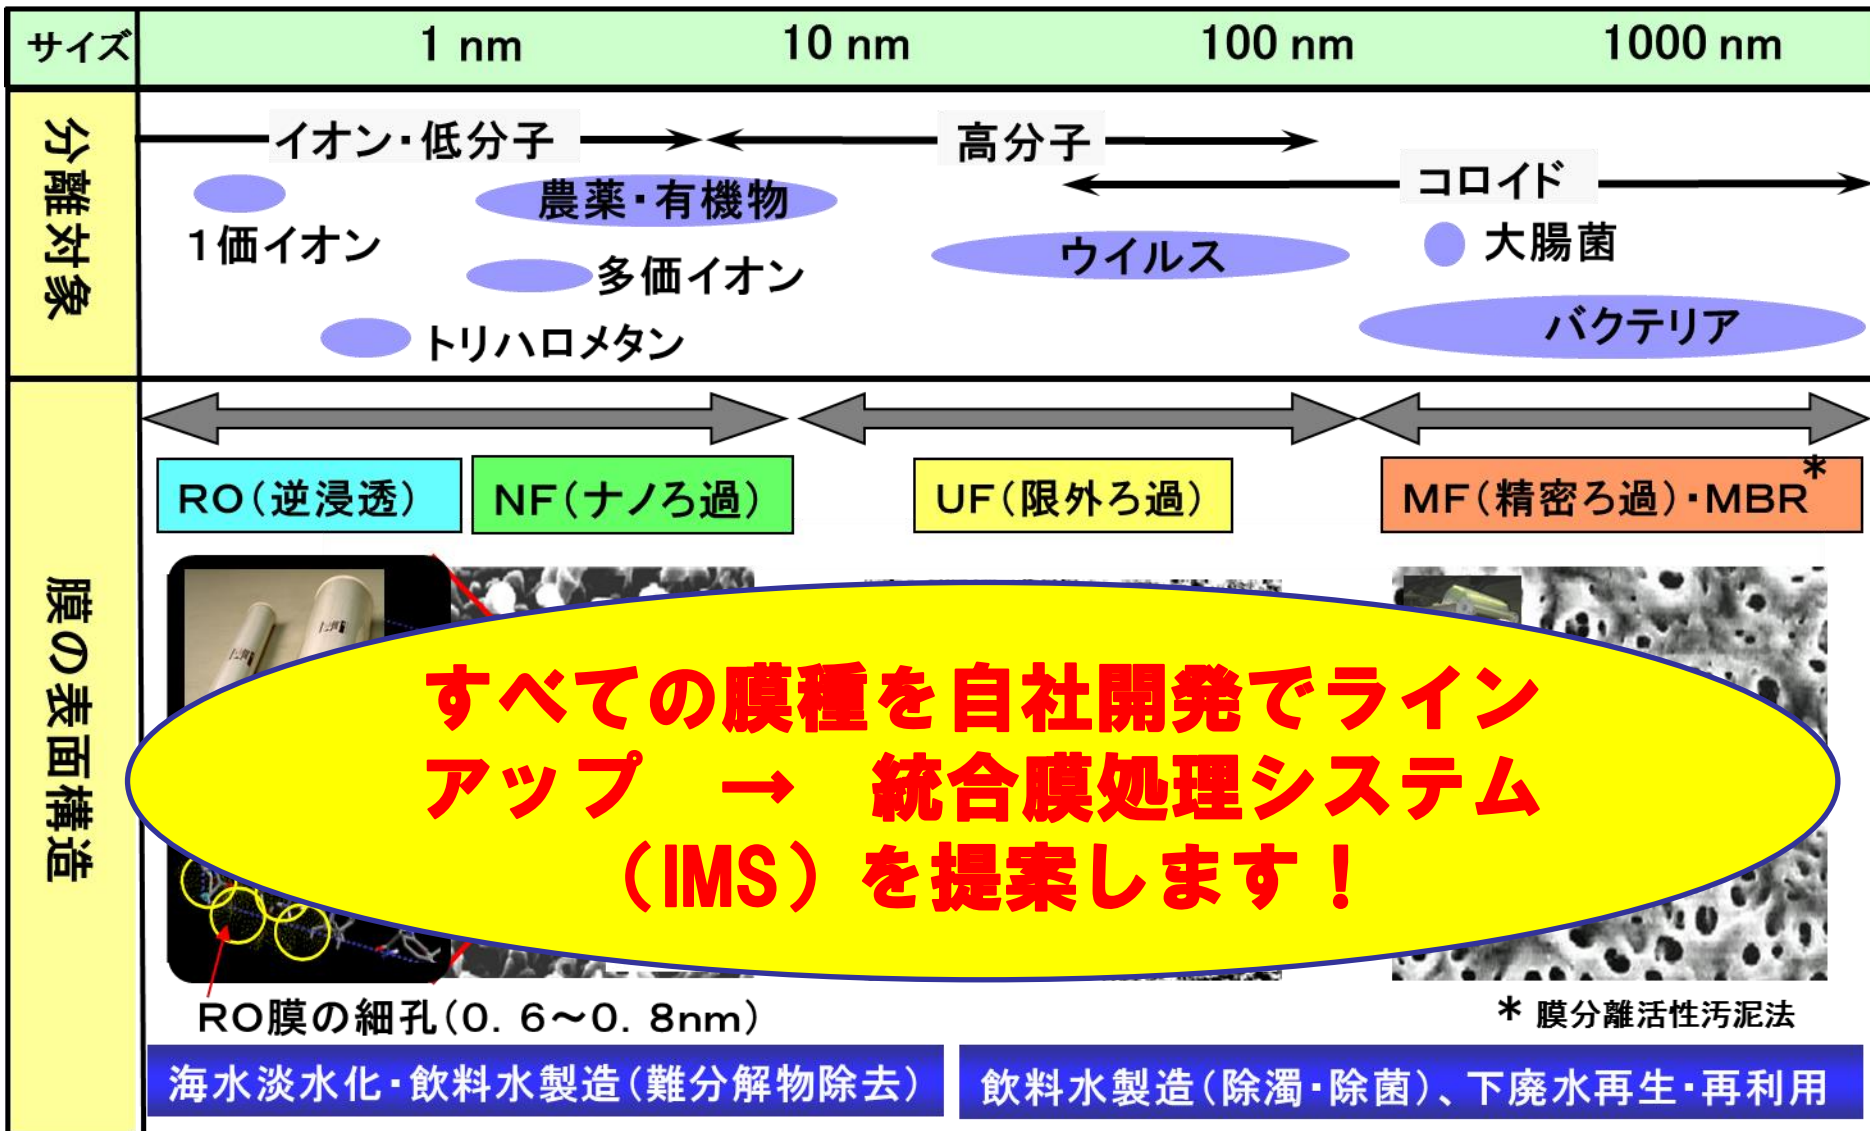 サイズ
1 nm
10 nm
100 nm
1000 nm
分離対象
イオン・低分子
高分子
コロイド
農薬・有機物
1価イオン
ウイルス
大腸菌
多価イオン
トリハロメタン
バクテリア
膜の表面構造
RO(逆浸透)
NF(ナノろ過)
UF(限外ろ過)
MF(精密ろ過)・MBR*
すべての膜種を自社開発でライン
アップ → 統合膜処理システム
(IMS)を提案します!
RO膜の細孔(0. 6~0. 8nm)
* 膜分離活性汚泥法
海水淡水化・飲料水製造(難分解物除去)
飲料水製造(除濁・除菌)、下廃水再生・再利用